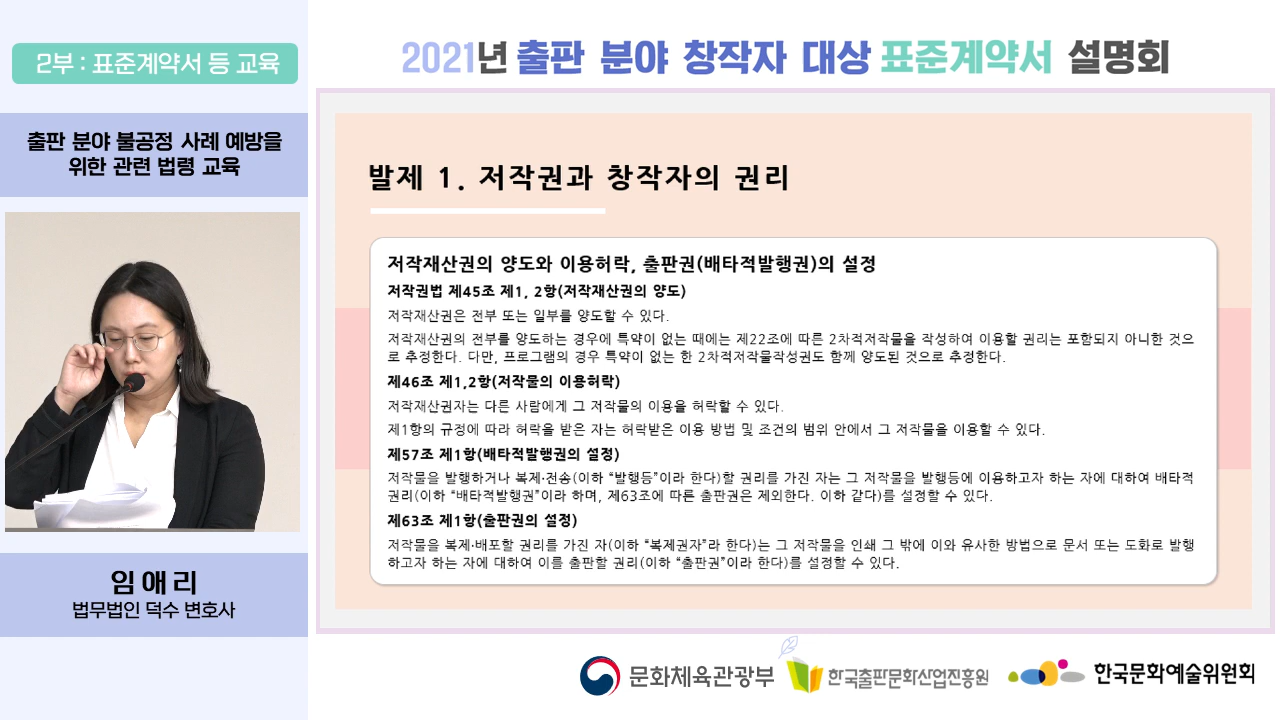 2부 : 표준계약서 등 교육
출판 분야 불공정 사례 예방을
위한 관련 법령 교육
임애리
법무법인 덕수 변호사
2021년 출판 분야 창작자 대상 표준계약서 설명회
발제 1. 저작권과 창작자의 권리
저작재산권의 양도와 이용허락, 출판권(배타적발행권)의 설정
저작권법 제45조 제1, 2항(저작재산권의 양도)
저작재산권은 전부 또는 일부를 양도할 수 있다.
저작재산권의 전부를 양도하는 경우에 특약이 없는 때에는 제22조에 따른 2차적저작물을 작성하여 이용할 권리는 포함되지 아니한 것으
로 추정한다. 다만, 프로그램의 경우 특약이 없는 한 2차적저작물작성권도 함께 양도된 것으로 추정한다.
제46조 제1,2항(저작물의 이용허락)
저작재산권자는 다른 사람에게 그 저작물의 이용을 허락할 수 있다.
제1항의 규정에 따라 허락을 받은 자는 허락받은 이용 방법 및 조건의 범위 안에서 그 저작물을 이용할 수 있다.
제57조 제1항(배타적발행권의 설정)
저작물을 발행하거나 복제·전송(이하 “발행등”이라 한다)할 권리를 가진 자는 그 저작물을 발행등에 이용하고자 하는 자에 대하여 배타적
권리(이하 “배타적발행권”이라 하며, 제63조에 따른 출판권은 제외한다. 이하 같다)를 설정할 수 있다.
제63조 제1항(출판권의 설정)
저작물을 복제·배포할 권리를 가진 자(이하 “복제권자”라 한다)는 그 저작물을 인쇄 그 밖에 이와 유사한 방법으로 문서 또는 도화로 발행
하고자 하는 자에 대하여 이를 출판할 권리(이하 “출판권”이라 한다)를 설정할 수 있다.
문화체육관광부
한국출판문화산업진흥원
한국문화예술위원회